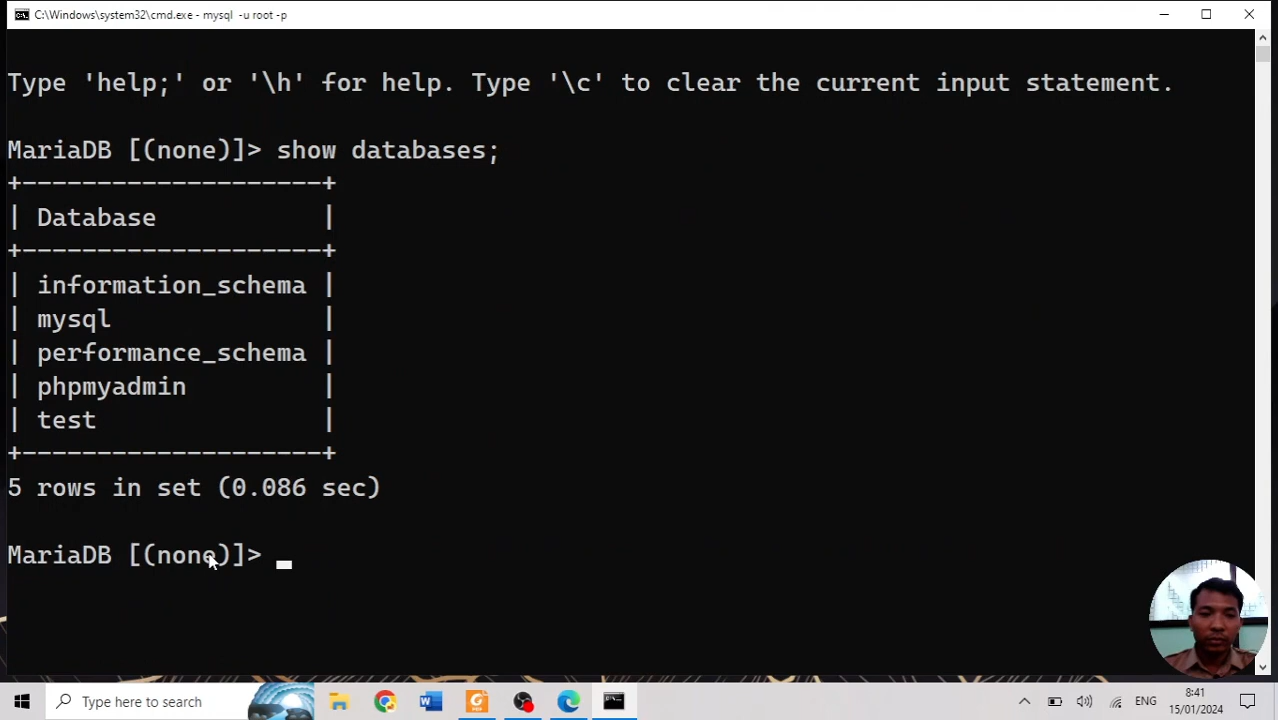 C:\Windows\system32\cmd.exe - mysql -u root -p
Type 'help;' or '\h' for help. Type '\c' to clear the current input statement.
MariaDB [(none)]> show databases;
+--------------------+
| Database           |
+--------------------+
| information_schema |
| mysql              |
| performance_schema |
| phpmyadmin         |
| test               |
+--------------------+
5 rows in set (0.086 sec)
MariaDB [(none)]>
Type here to search
ENG
8:41
15/01/2024